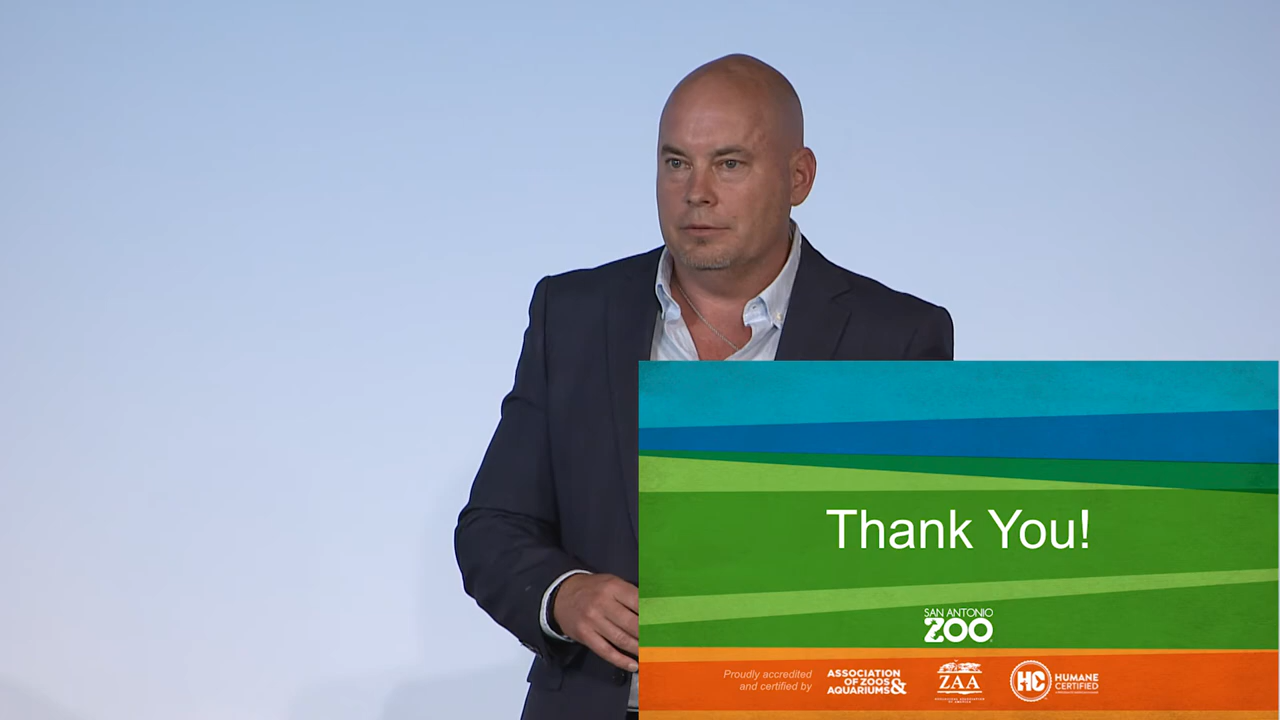 Thank You!
SAN ANTONIO
ZOO
Proudly accredited
and certified by
ASSOCIATION
OF ZOOS &
AQUARIUMS
ZAA
HC HUMANE
CERTIFIED